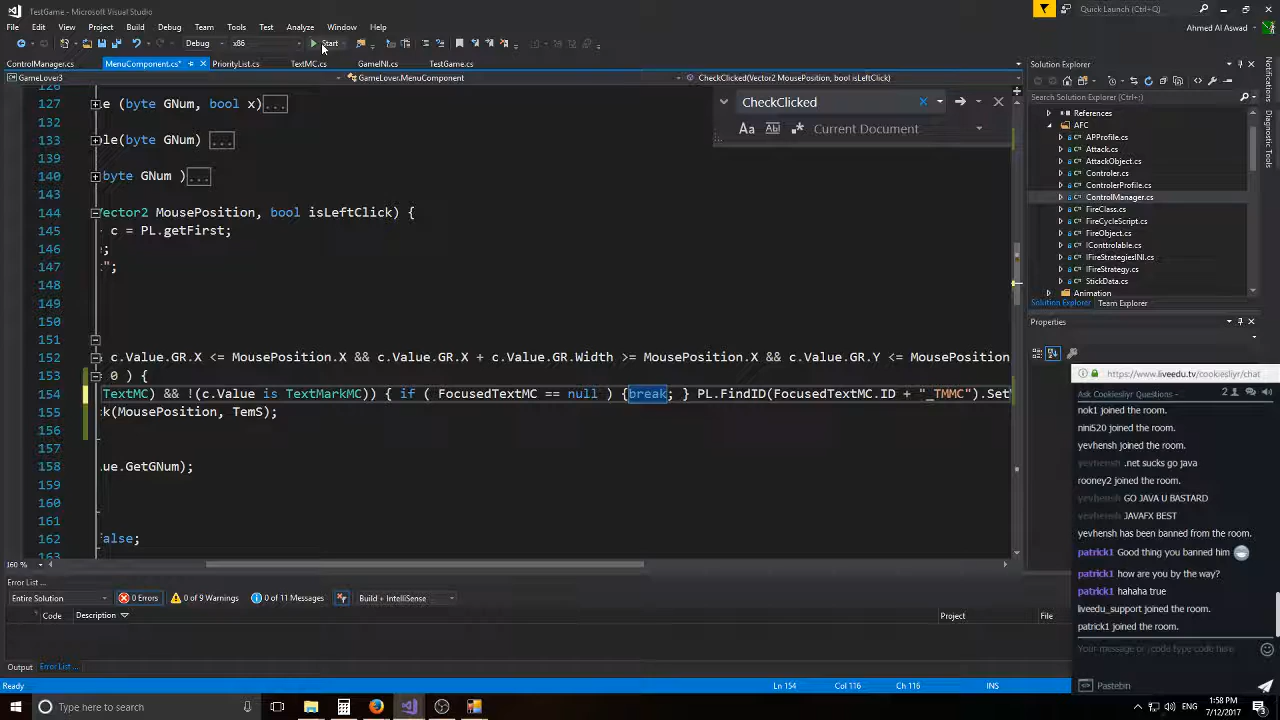 TestGame - Microsoft Visual Studio
Quick Launch (Ctrl+;)
File Edit View Project Build Debug Team Tools Test Analyze Window Help
Ahmed Al Aswad
Debug x86 Start
ControlManager.cs MenuComponent.cs* PriorityList.cs TextMC.cs GameINI.cs TestGame.cs
GameLover3 GameLover.MenuComponent CheckClicked(Vector2 MousePosition, bool isLeftClick)
CheckClicked
Aa Current Document
126
127 le (byte GNum, bool x)...
132
133 le(byte GNum) ...
139
140 byte GNum )...
143
144 Vector2 MousePosition, bool isLeftClick) {
145 c = PL.getFirst;
146 ;
147 ";
148
149
150
151
152 c.Value.GR.X <= MousePosition.X && c.Value.GR.X + c.Value.GR.Width >= MousePosition.X && c.Value.GR.Y <= MousePosition
153 0 ) {
154 TextMC) && !(c.Value is TextMarkMC)) { if ( FocusedTextMC == null ) {break; } PL.FindID(FocusedTextMC.ID + "_TMMC").Set
155 k(MousePosition, TemS);
156
157
158 ue.GetGNum);
159
160
161
162 alse;
163
160 %
Solution Explorer
Search Solution Explorer (Ctrl+;)
References
AFC
APProfile.cs
Attack.cs
AttackObject.cs
Controler.cs
ControlerProfile.cs
ControlManager.cs
FireClass.cs
FireCycleScript.cs
FireObject.cs
IControlable.cs
IFireStrategiesINI.cs
IFireStrategy.cs
StickData.cs
Animation
Solution Explorer Team Explorer
Properties
Notifications
Diagnostic Tools
https://www.liveedu.tv/cookiesliyr/chat
Ask Cookiesliyr Questions - 2
nok1 joined the room.
nini520 joined the room.
yevhensh joined the room.
yevhensh .net sucks go java
rooney2 joined the room.
yevhensh GO JAVA U BASTARD
yevhensh JAVAFX BEST
yevhensh has been banned from the room.
patrick1 Good thing you banned him
patrick1 how are you by the way?
patrick1 hahaha true
liveedu_support joined the room.
patrick1 joined the room.
Your message or /code type code here
Pastebin
Error List ...
Entire Solution 0 Errors 0 of 9 Warnings 0 of 11 Messages Build + IntelliSense
Code Description Project File
Output Error List ...
Ready Ln 154 Col 116 Ch 116 INS
Type here to search
ENG
1:58 PM
7/12/2017